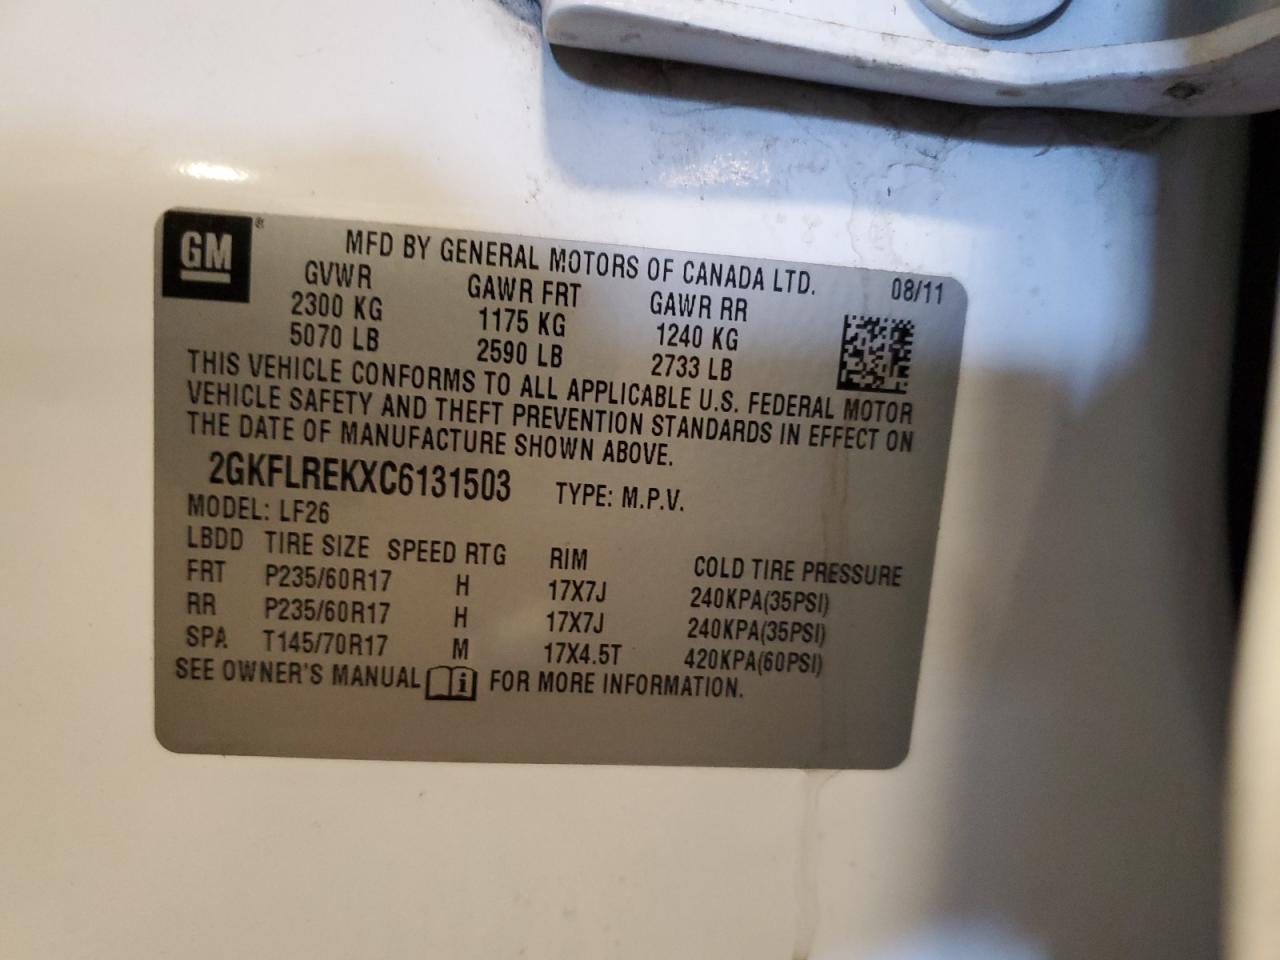 GM ®
MFD BY GENERAL MOTORS OF CANADA LTD. 08/11
GVWR GAWR FRT GAWR RR
2300 KG 1175 KG 1240 KG
5070 LB 2590 LB 2733 LB
THIS VEHICLE CONFORMS TO ALL APPLICABLE U.S. FEDERAL MOTOR
VEHICLE SAFETY AND THEFT PREVENTION STANDARDS IN EFFECT ON
THE DATE OF MANUFACTURE SHOWN ABOVE.
2GKFLREKXC6131503 TYPE: M.P.V.
MODEL: LF26
LBDD TIRE SIZE SPEED RTG RIM COLD TIRE PRESSURE
FRT P235/60R17 H 17X7J 240KPA(35PSI)
RR P235/60R17 H 17X7J 240KPA(35PSI)
SPA T145/70R17 M 17X4.5T 420KPA(60PSI)
SEE OWNER'S MANUAL i FOR MORE INFORMATION.